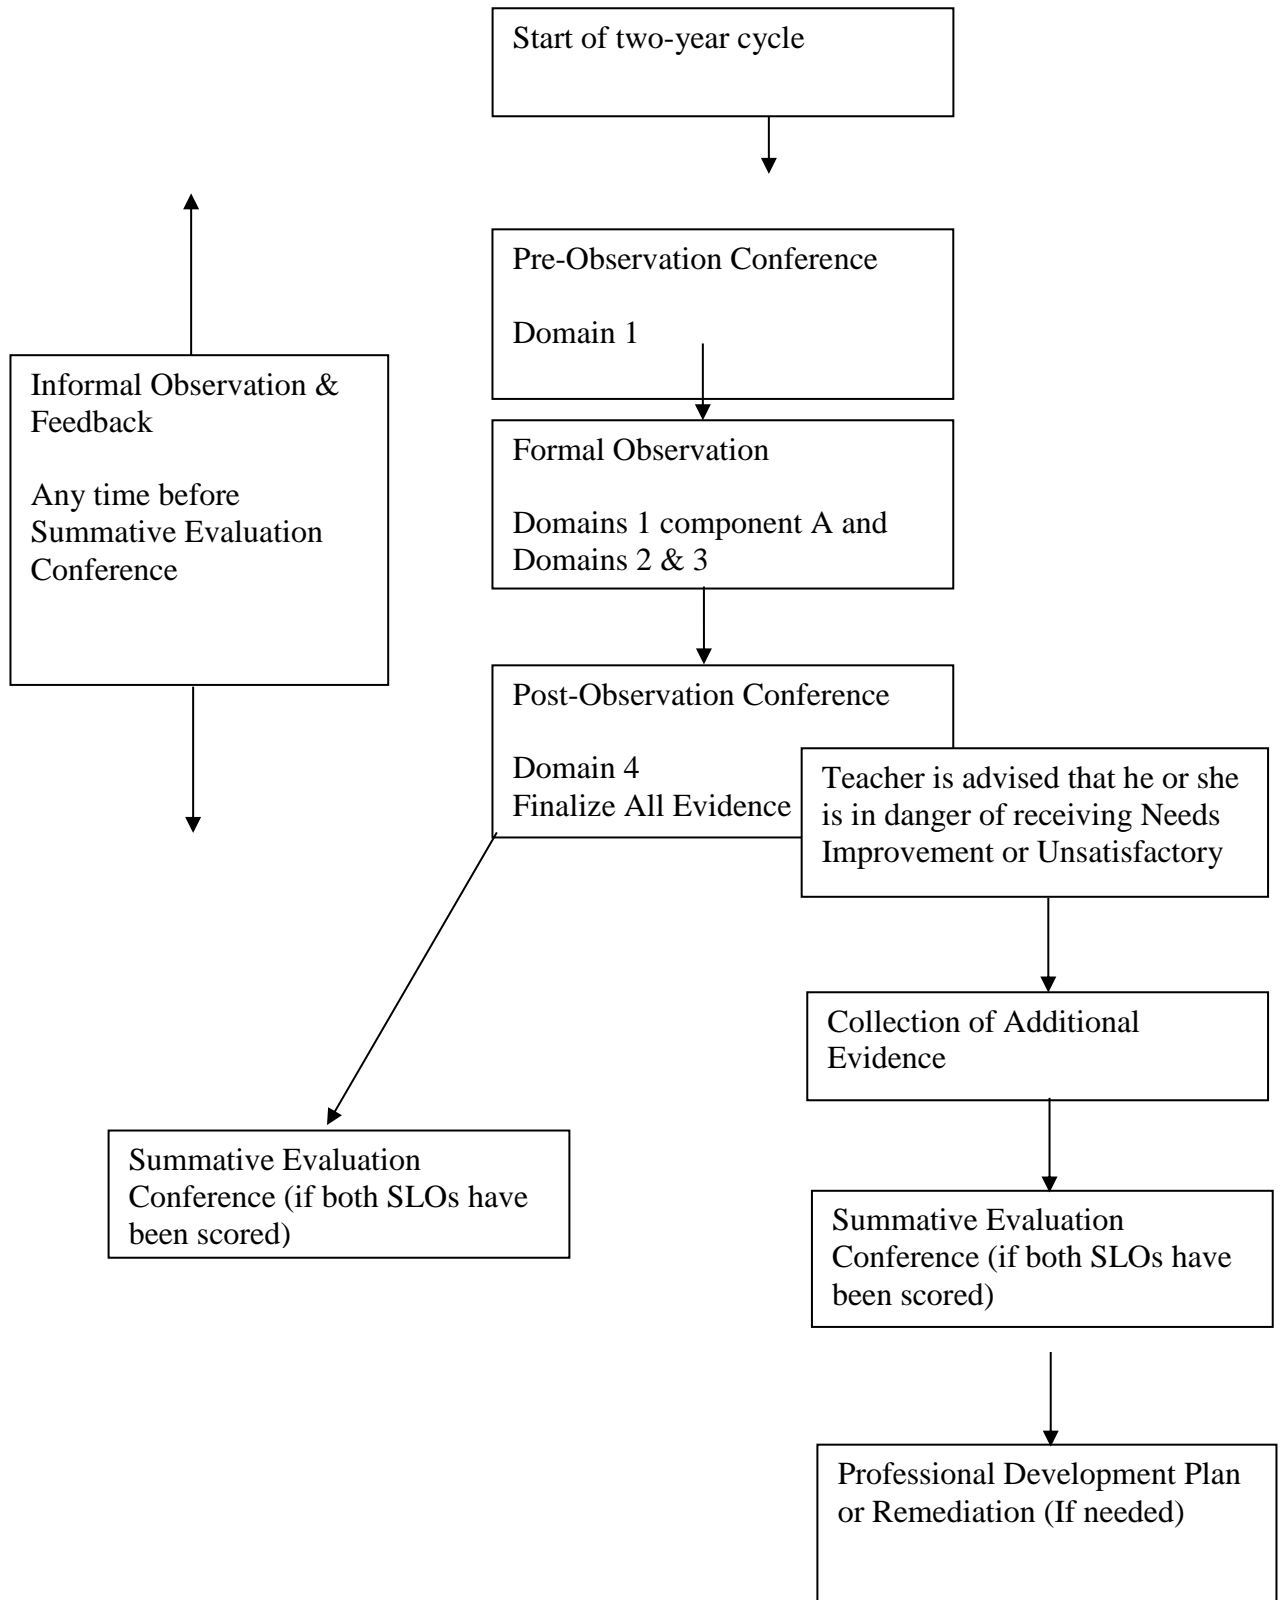 Start of two-year cycle
Pre-Observation Conference
Domain 1
Informal Observation &
Feedback
Any time before
Summative Evaluation
Conference
Formal Observation
Domains 1 component A and
Domains 2 & 3
Post-Observation Conference
Domain 4
Finalize All Evidence
Teacher is advised that he or she
is in danger of receiving Needs
Improvement or Unsatisfactory
Collection of Additional
Evidence
Summative Evaluation
Conference (if both SLOs have
been scored)
Summative Evaluation
Conference (if both SLOs have
been scored)
Professional Development Plan
or Remediation (If needed)